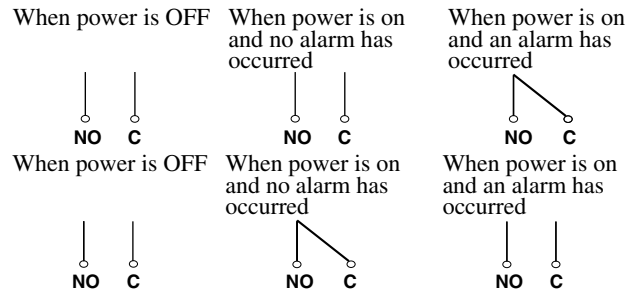 When power is OFF
When power is on
and no alarm has
occurred
When power is on
and an alarm has
occurred
NO C
NO C
NO C
When power is OFF
When power is on
and no alarm has
occurred
When power is on
and an alarm has
occurred
NO C
NO C
NO C